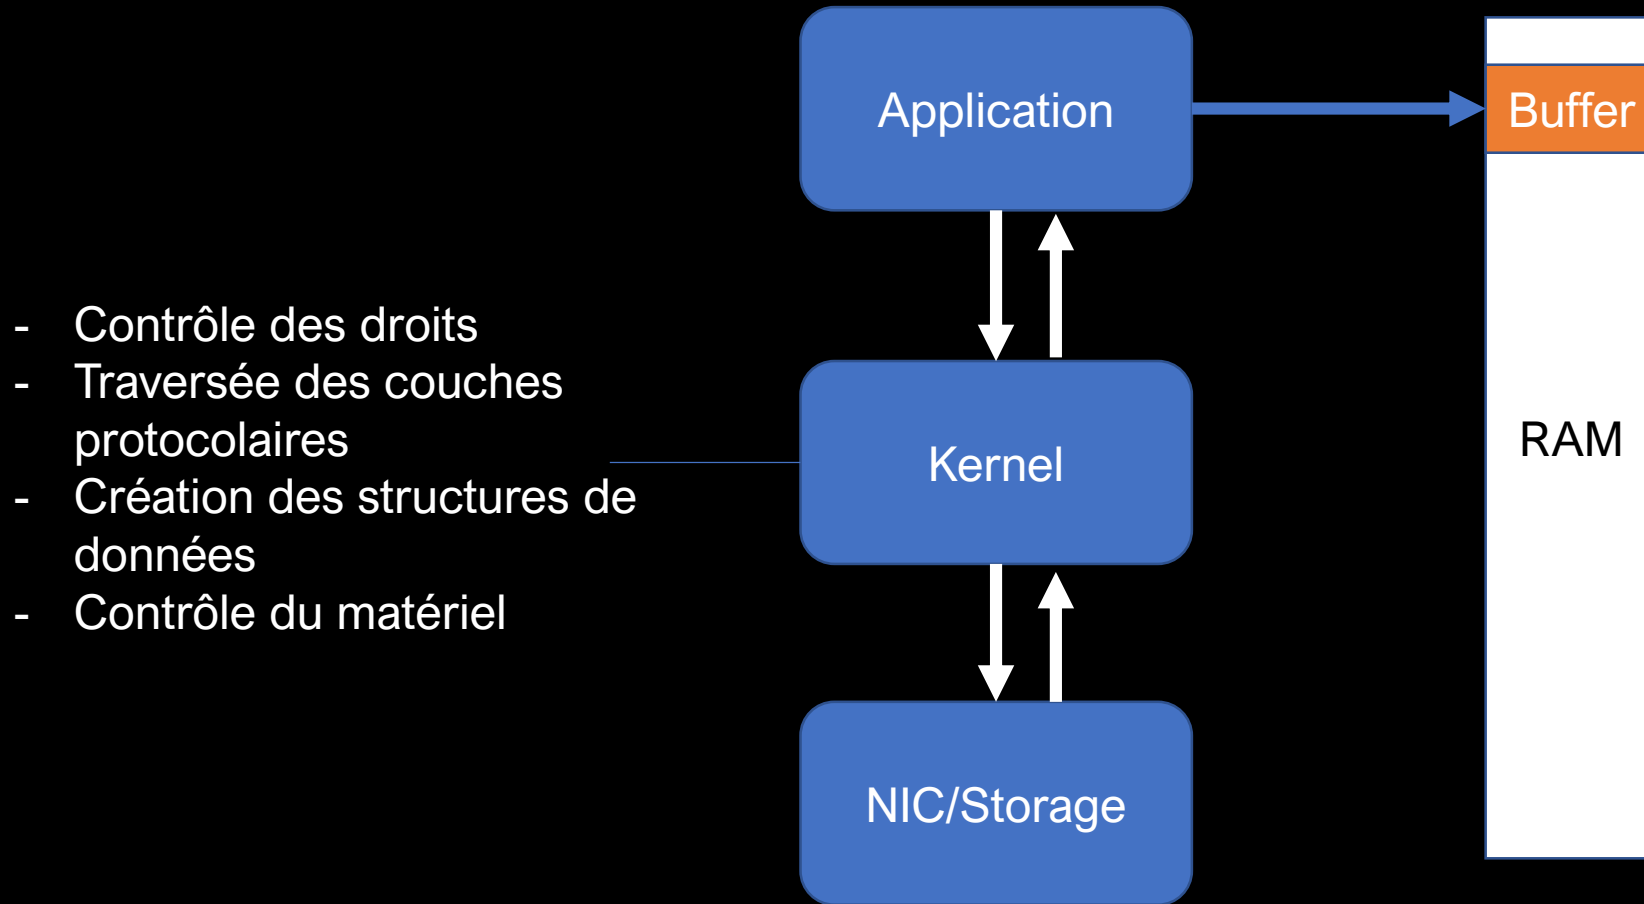 Application
Buffer
- Contrôle des droits
- Traversée des couches
protocolaires
- Création des structures de
données
- Contrôle du matériel
Kernel
RAM
NIC/Storage